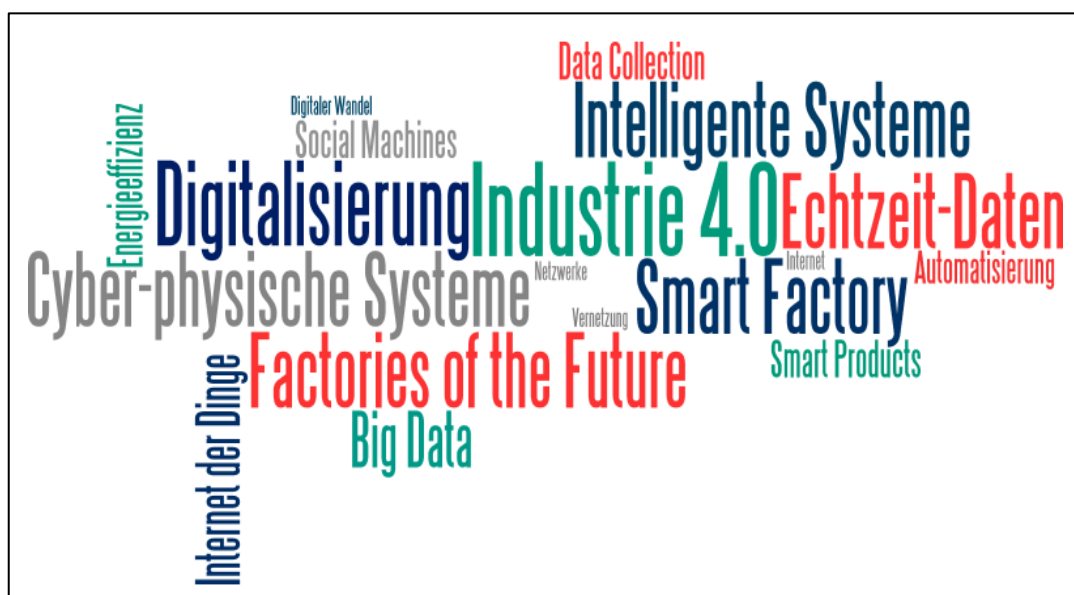 Data Collection
Digitaler Wandel
Intelligente Systeme
Social Machines
Energieeffizienz
Digitalisierung
Industrie 4.0
Echtzeit-Daten
Cyber-physische Systeme
Netzwerke
Internet
Automatisierung
Smart Factory
Vernetzung
Factories of the Future
Smart Products
Internet der Dinge
Big Data